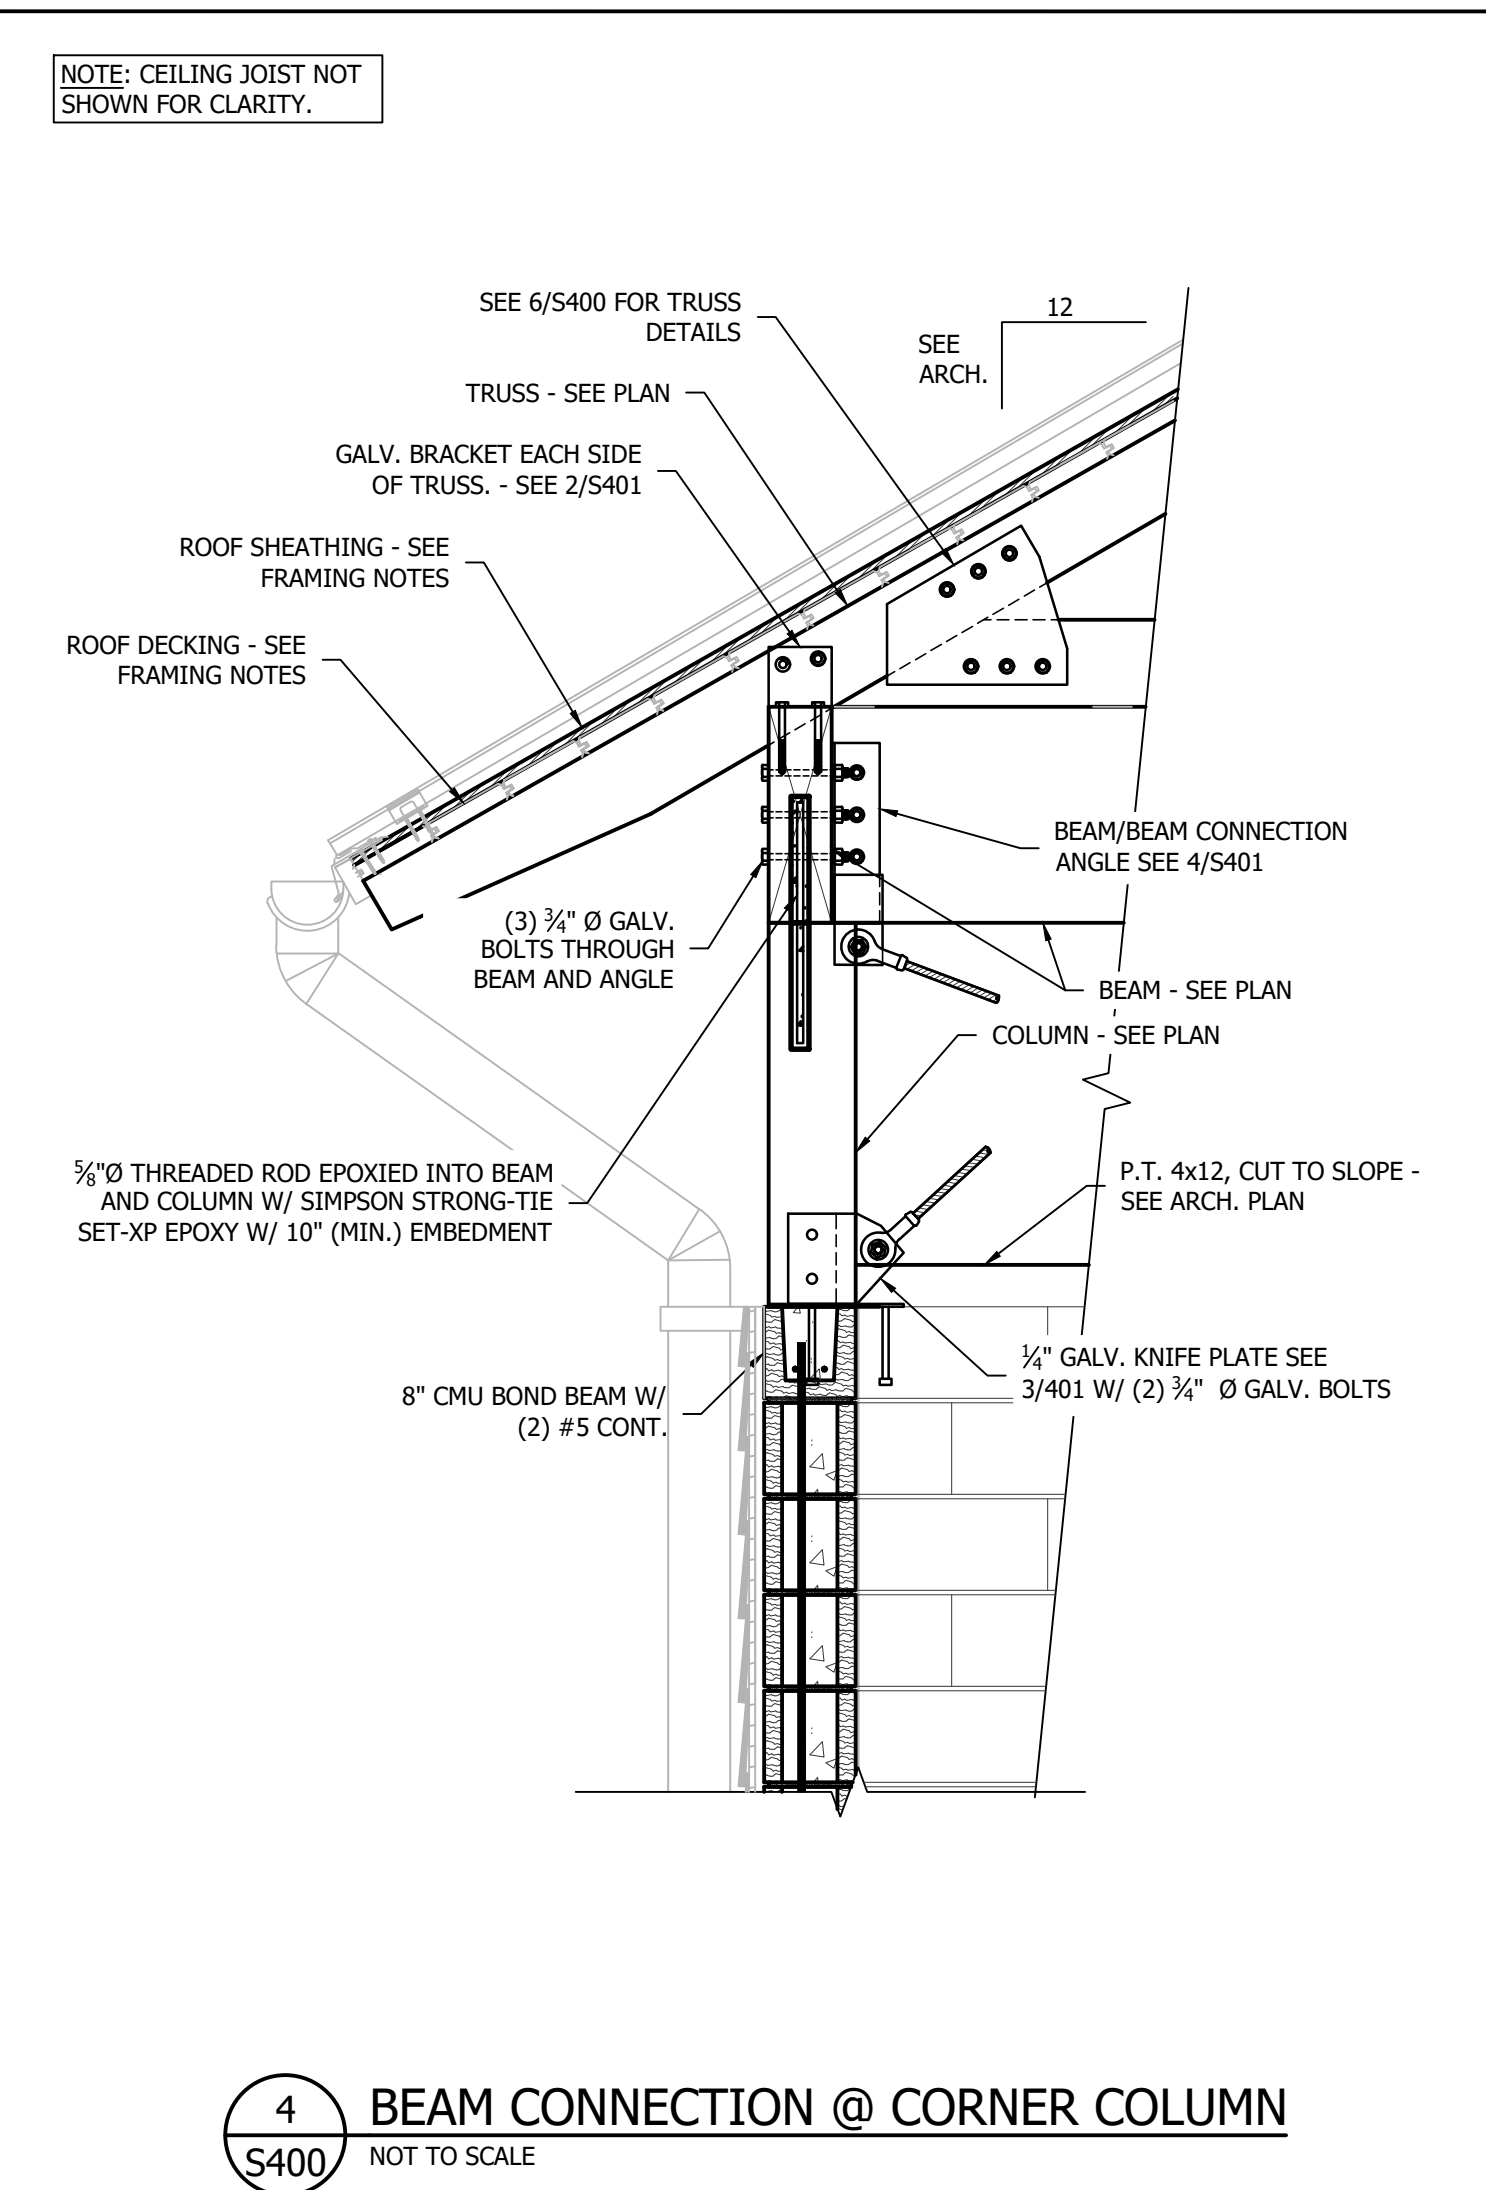 NOTE: CEILING JOIST NOT
SHOWN FOR CLARITY.
SEE 6/S400 FOR TRUSS
DETAILS
12
SEE
ARCH.
TRUSS - SEE PLAN
GALV. BRACKET EACH SIDE
OF TRUSS. - SEE 2/S401
ROOF SHEATHING - SEE
FRAMING NOTES
ROOF DECKING - SEE
FRAMING NOTES
BEAM/BEAM CONNECTION
ANGLE SEE 4/S401
(3) ¾" Ø GALV.
BOLTS THROUGH
BEAM AND ANGLE
BEAM - SEE PLAN
COLUMN - SEE PLAN
⅝"Ø THREADED ROD EPOXIED INTO BEAM
AND COLUMN W/ SIMPSON STRONG-TIE
SET-XP EPOXY W/ 10" (MIN.) EMBEDMENT
P.T. 4x12, CUT TO SLOPE -
SEE ARCH. PLAN
¼" GALV. KNIFE PLATE SEE
3/401 W/ (2) ¾" Ø GALV. BOLTS
8" CMU BOND BEAM W/
(2) #5 CONT.
4
S400
BEAM CONNECTION @ CORNER COLUMN
NOT TO SCALE